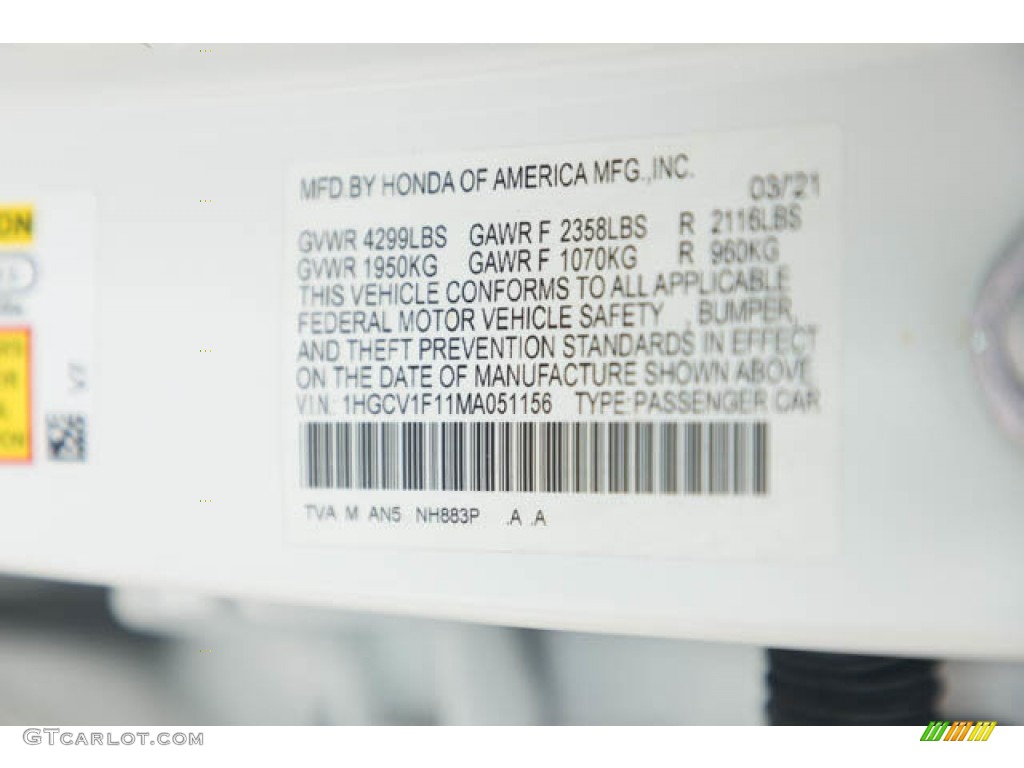 MFD.BY HONDA OF AMERICA MFG.,INC.
03/'21
GVWR 4299LBS GAWR F 2358LBS R 2116LBS
GVWR 1950KG GAWR F 1070KG R 960KG
THIS VEHICLE CONFORMS TO ALL APPLICABLE
FEDERAL MOTOR VEHICLE SAFETY , BUMPER,
AND THEFT PREVENTION STANDARDS IN EFFECT
ON THE DATE OF MANUFACTURE SHOWN ABOVE
V.I.N.: 1HGCV1F11MA051156 TYPE:PASSENGER CAR
TVA M AN5 NH883P .A .A
ON
V7
GTCARLOT.COM